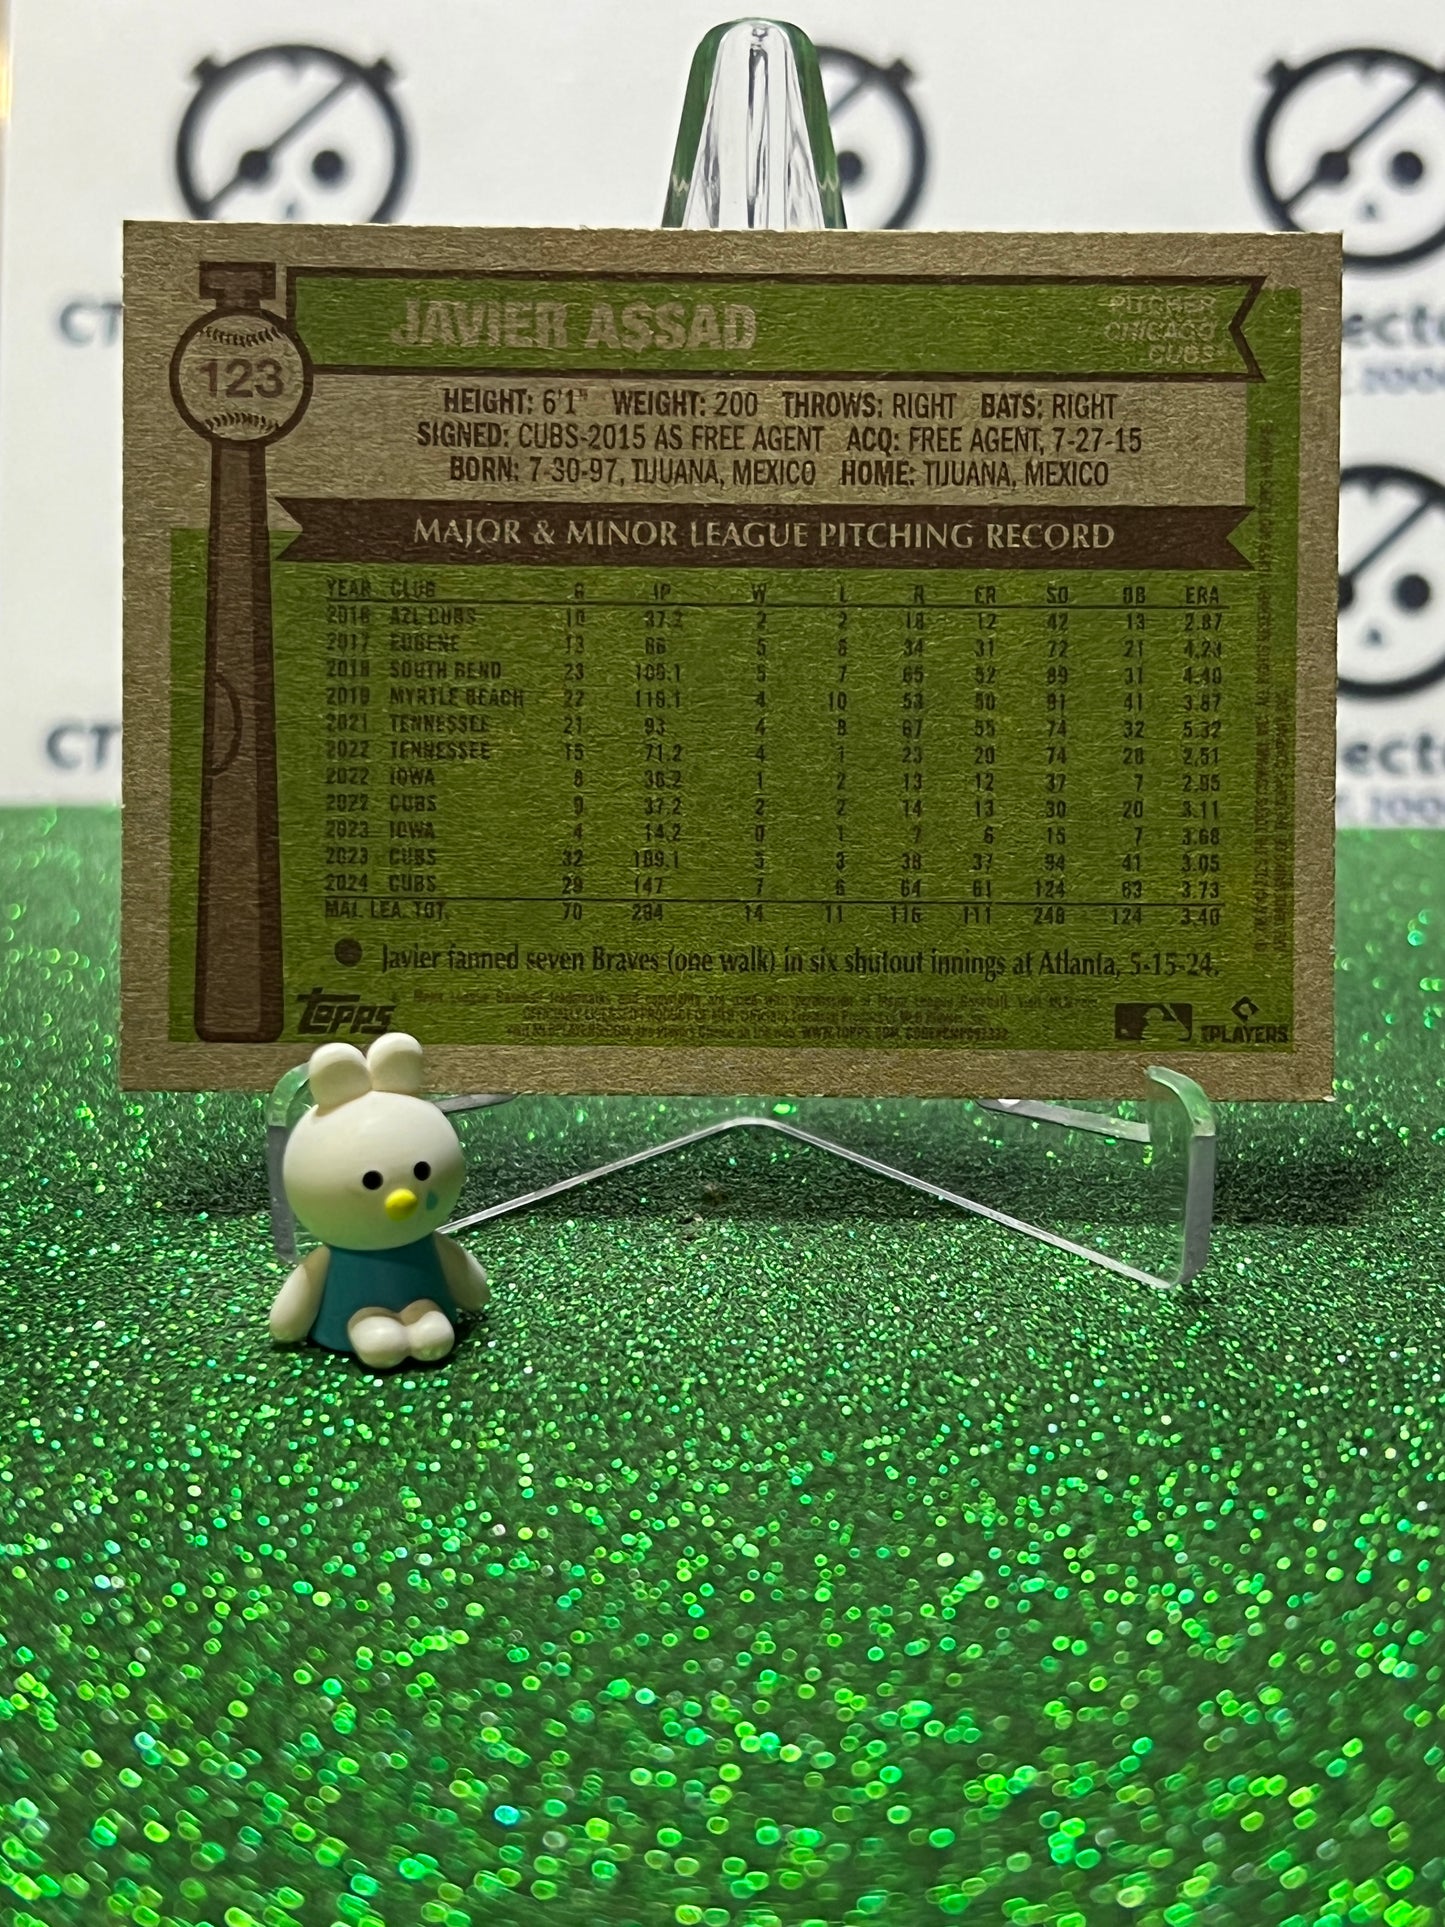 JAVIER ASSAD
PITCHER
CHICAGO
CUBS
123
HEIGHT: 6'1" WEIGHT: 200 THROWS: RIGHT BATS: RIGHT
SIGNED: CUBS-2015 AS FREE AGENT ACQ: FREE AGENT, 7-27-15
BORN: 7-30-97, TIJUANA, MEXICO HOME: TIJUANA, MEXICO
MAJOR & MINOR LEAGUE PITCHING RECORD
YEAR CLUB G IP W L R ER SO BB ERA
2016 AZL CUBS 10 37.2 2 2 18 12 42 13 2.87
2017 EUGENE 13 66 5 6 34 31 72 21 4.23
2018 SOUTH BEND 23 106.1 5 7 65 52 89 31 4.40
2019 MYRTLE BEACH 22 116.1 4 10 53 50 91 41 3.87
2021 TENNESSEE 21 93 4 8 67 55 74 32 5.32
2022 TENNESSEE 15 71.2 4 1 23 20 74 28 2.51
2022 IOWA 8 36.2 1 2 13 12 37 7 2.95
2022 CUBS 9 37.2 2 2 14 13 30 20 3.11
2023 IOWA 4 14.2 0 1 7 6 15 7 3.68
2023 CUBS 32 109.1 5 3 38 37 94 41 3.05
2024 CUBS 29 147 7 6 64 61 124 63 3.73
MAJ. LEA. TOT. 70 294 14 11 116 111 248 124 3.40
Javier fanned seven Braves (one walk) in six shutout innings at Atlanta, 5-15-24.
topps
PLAYERS